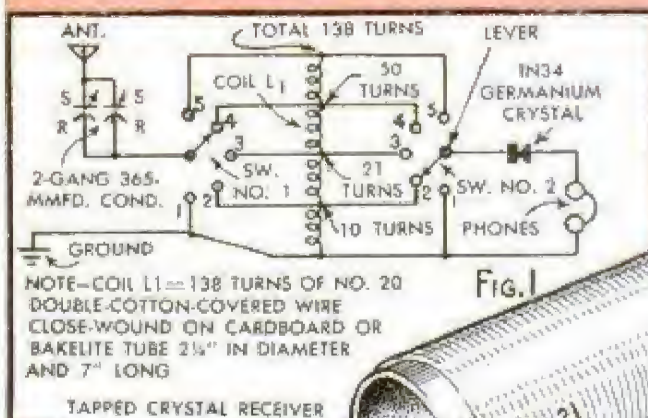 ANT.
TOTAL 138 TURNS
LEVER
COIL L1
50
TURNS
1N34
GERMANIUM
CRYSTAL
S
S
R
R
5
4
3
2
1
5
4
3
2
1
2-GANG 365-
MMFD. COND.
SW.
NO. 1
21
TURNS
SW. NO. 2
10 TURNS
PHONES
GROUND
FIG. 1
NOTE—COIL L1—138 TURNS OF NO. 20
DOUBLE-COTTON-COVERED WIRE
CLOSE-WOUND ON CARDBOARD OR
BAKELITE TUBE 2¼" IN DIAMETER
AND 7" LONG
TAPPED CRYSTAL RECEIVER